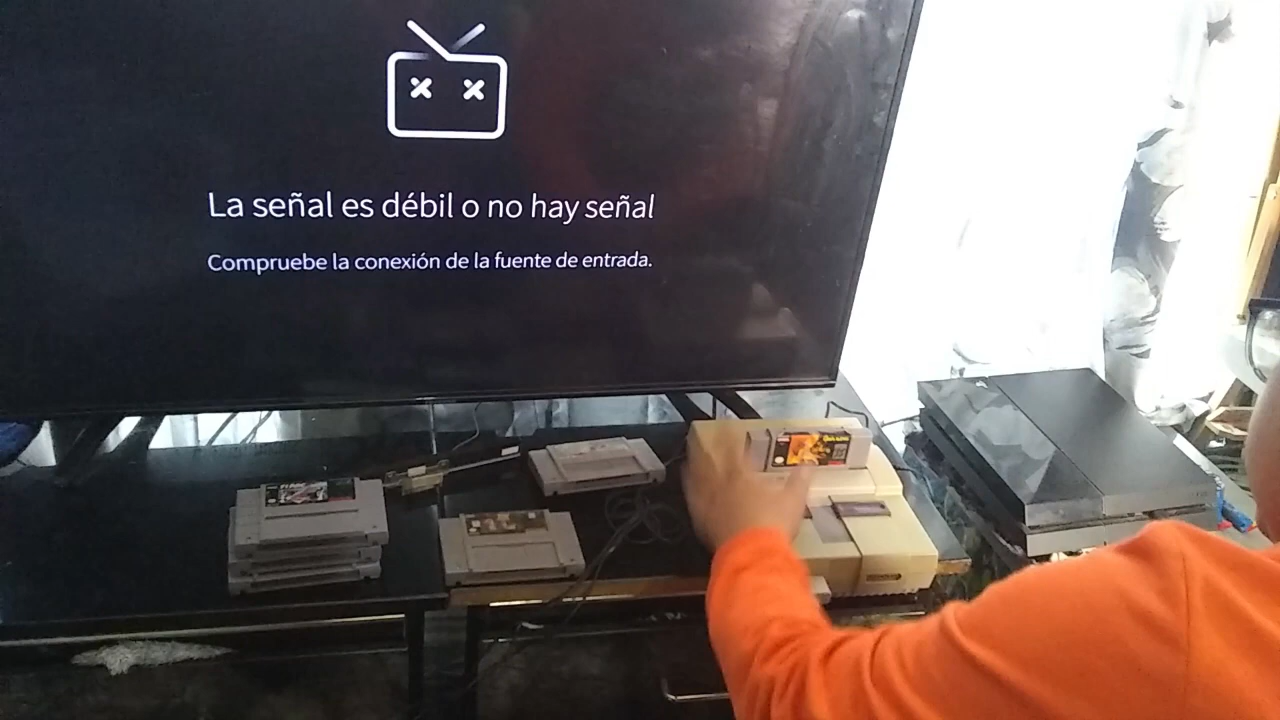 La señal es débil o no hay señal
Compruebe la conexión de la fuente de entrada.